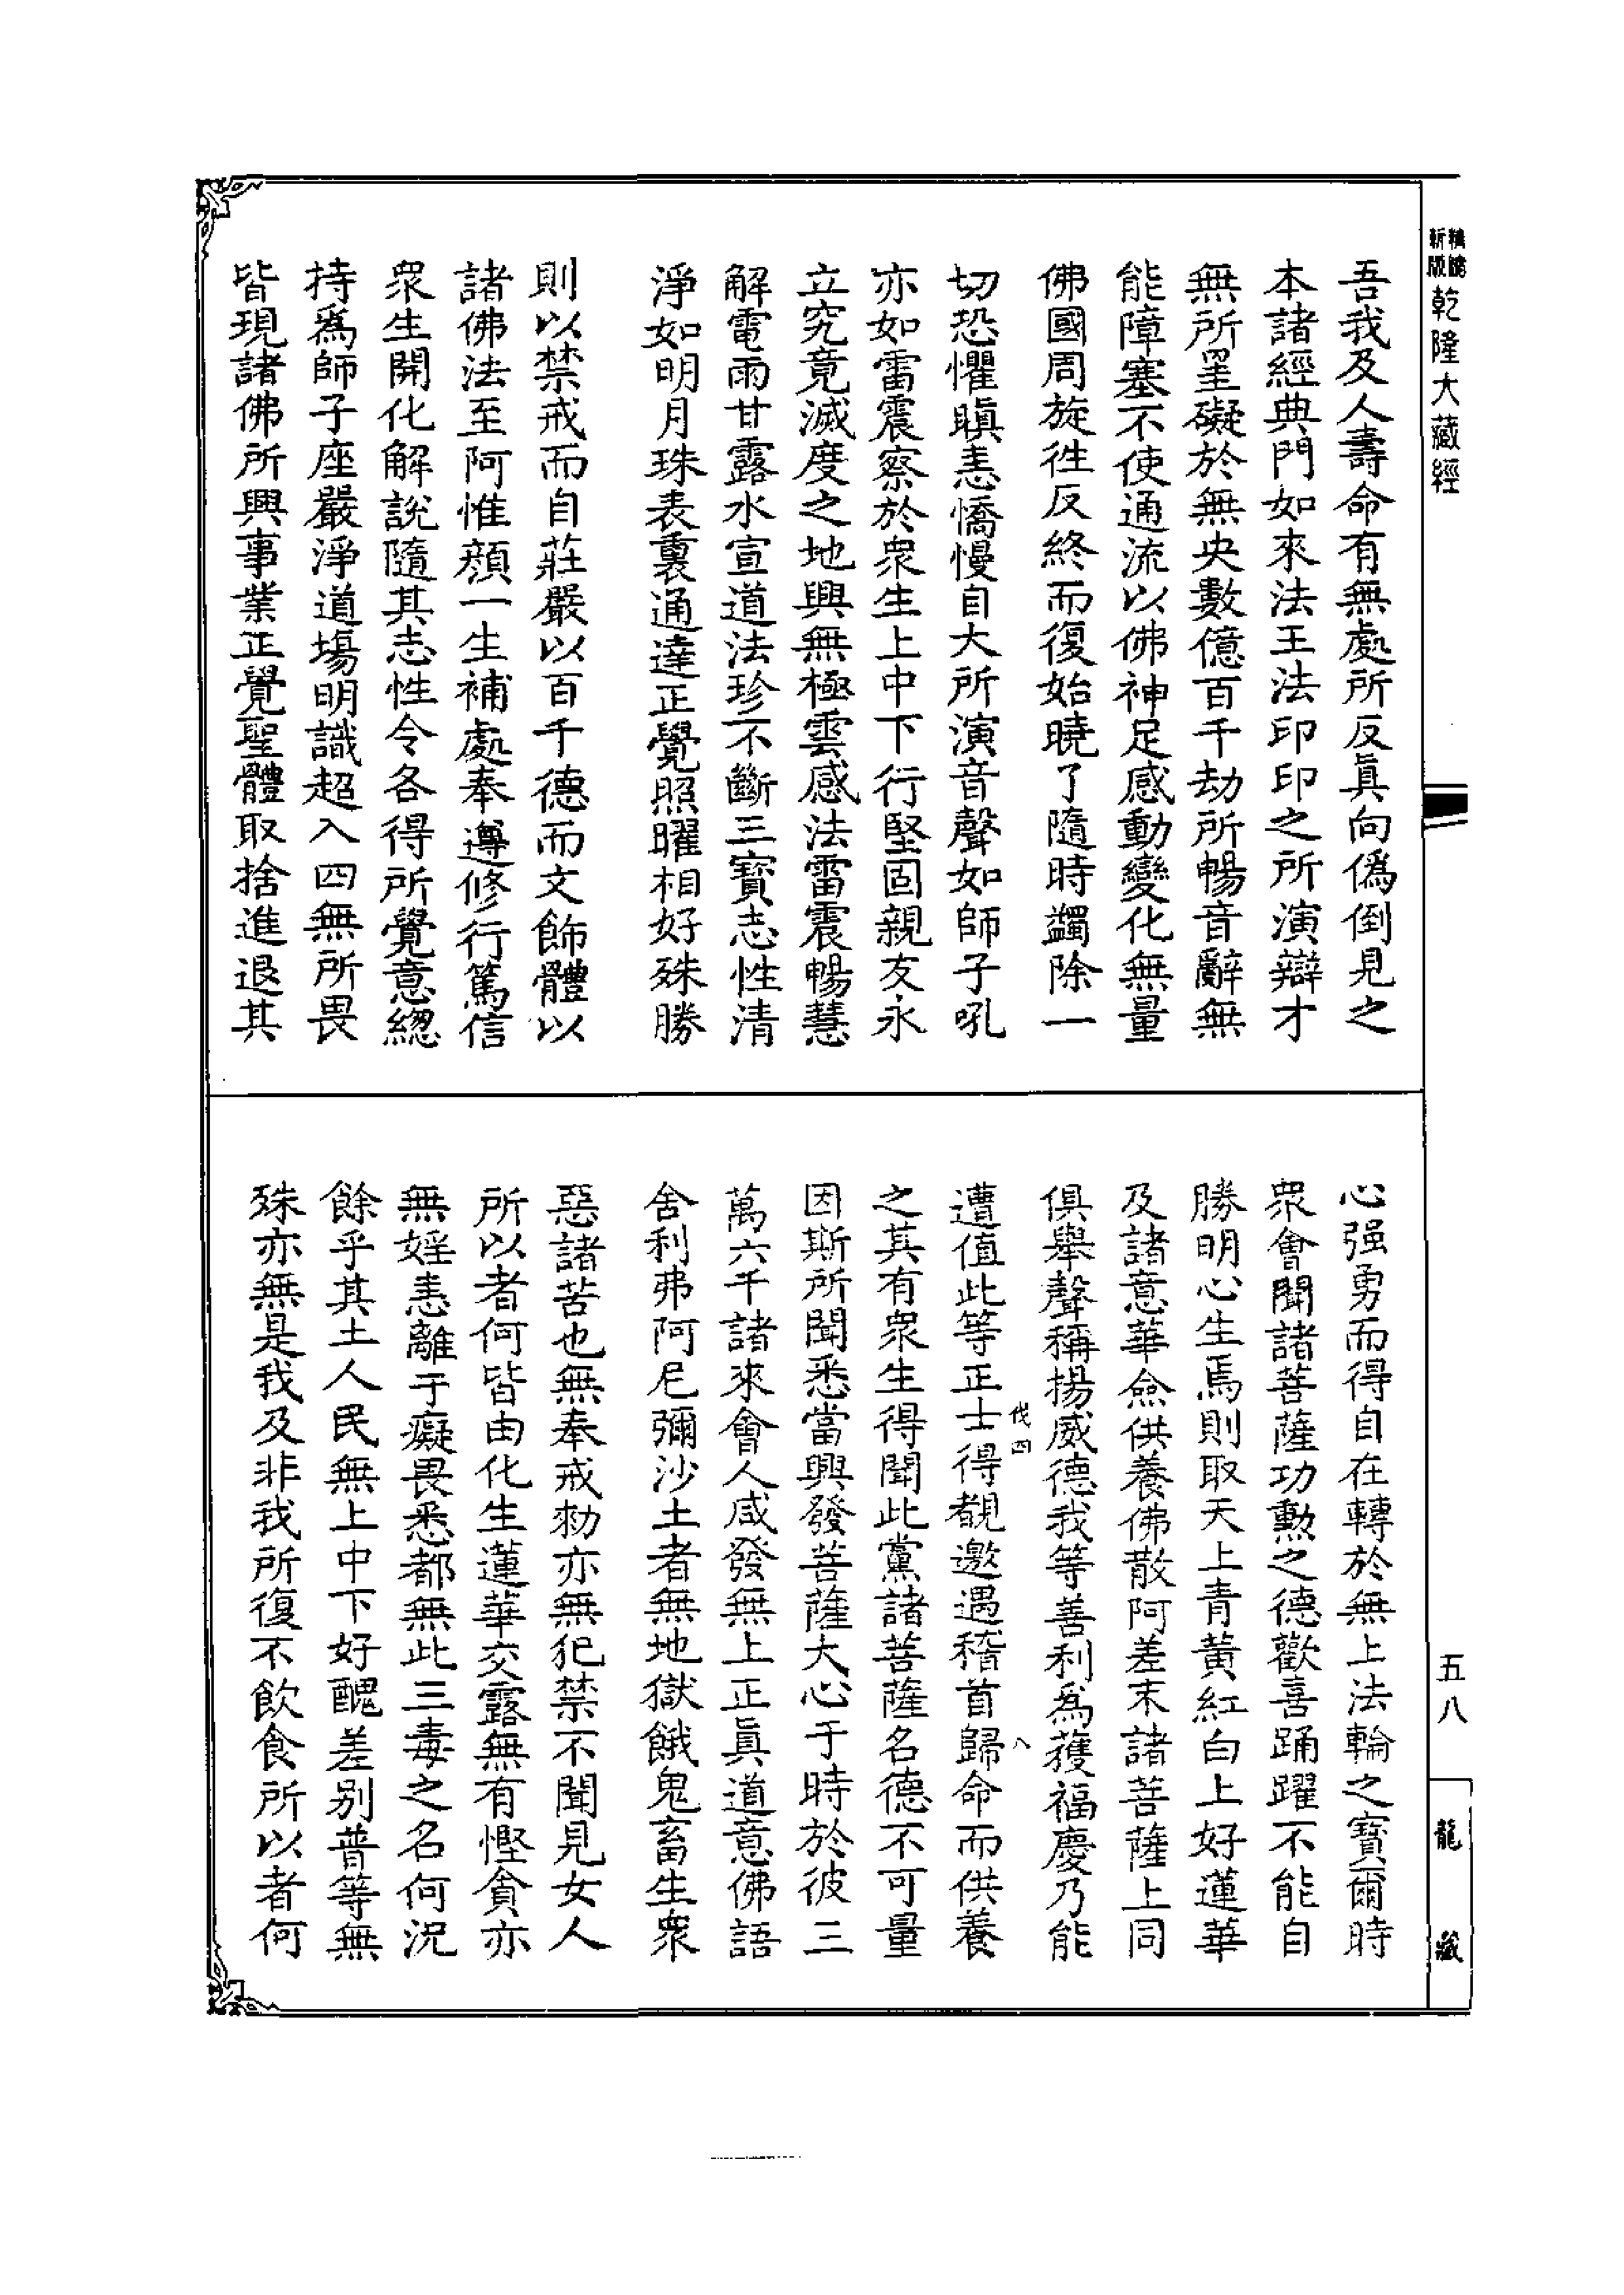 乾隆大藏經
吾我及人壽命有無處所反眞向偽倒見之
本諸經典門如來法王法印印之所演辯才
無所罣礙於無央數億百千劫所暢音辭無
能障塞不使通流以佛神足感動變化無量
佛國周旋徃反終而復始曉了隨時蠲除一
切恐懼瞋恚憍慢自大所演音聲如師子吼
亦如雷震察於衆生上中下行堅固親友永
立究竟滅度之地興無極雲感法雷震暢慧
解電雨甘露水宣道法珍不斷三寶志性清
淨如明月珠表裏通達正覺照曜相好殊勝
則以禁戒而自莊嚴以百千德而文飾體以
諸佛法至阿惟顏一生補處奉遵修行篤信
衆生開化解說隨其志性令各得所覺意緫
持爲師子座嚴淨道場明識超入四無所畏
皆現諸佛所興事業正覺聖體取捨進退其
心强勇而得自在轉於無上法輪之寶爾時
衆會聞諸菩薩功勲之德歡喜踊躍不能自
勝明心生焉則取天上青黃紅白上好蓮華
及諸意華僉供養佛散阿差末諸菩薩上同
俱舉聲稱揚威德我等善利爲獲福慶乃能
伐四
八
遭值此等正士得覩邀遇稽首歸命而供養
之其有衆生得聞此黨諸菩薩名德不可量
因斯所聞悉當興發菩薩大心于時於彼三
萬六千諸來會人咸發無上正眞道意佛語
舍利弗阿尼彌沙土者無地獄餓鬼畜生衆
惡諸苦也無奉戒勑亦無犯禁不聞見女人
所以者何皆由化生蓮華交露無有慳貪亦
無婬恚離于癡畏悉都無此三毒之名何況
餘乎其土人民無上中下好醜差别普等無
殊亦無是我及非我所復不飲食所以者何
五八
龍藏